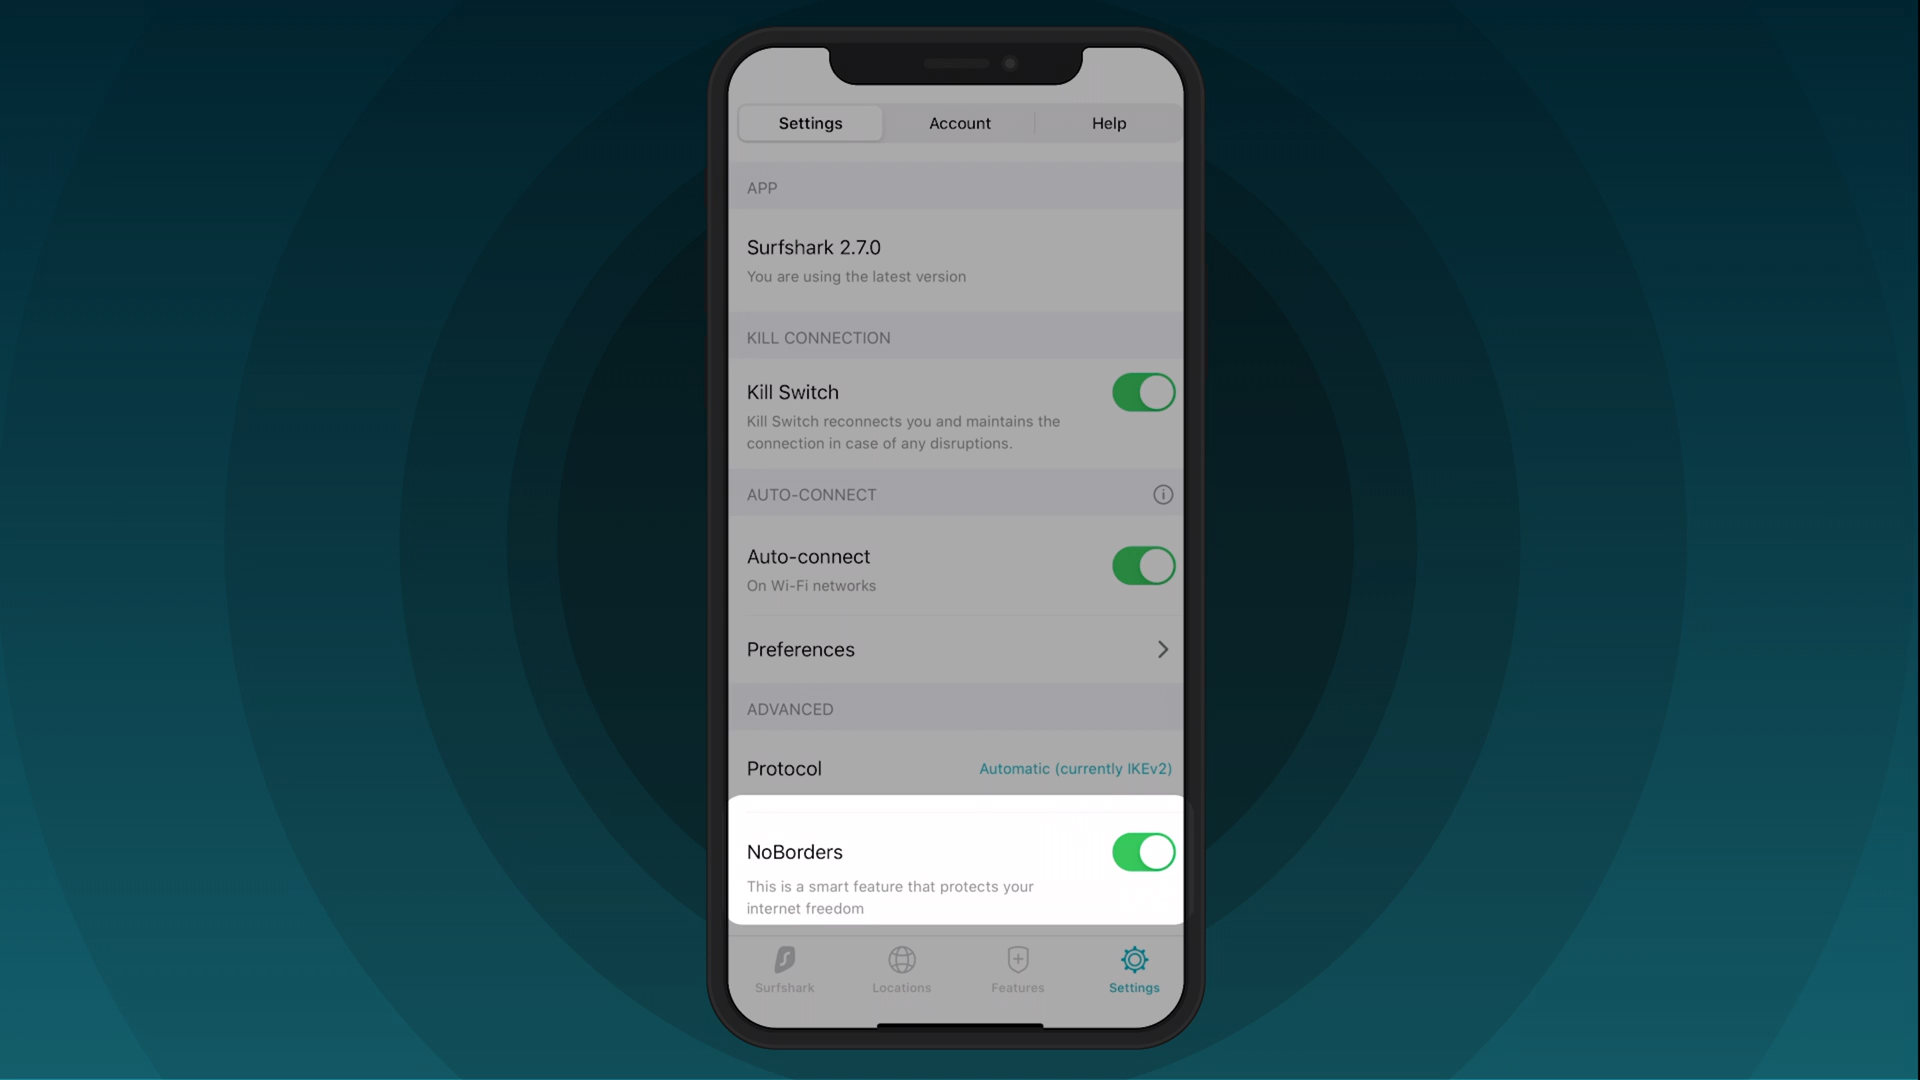 Settings
Account
Help
APP
Surfshark 2.7.0
You are using the latest version
KILL CONNECTION
Kill Switch
Kill Switch reconnects you and maintains the
connection in case of any disruptions.
AUTO-CONNECT
Auto-connect
On Wi-Fi networks
Preferences
ADVANCED
Protocol
Automatic (currently IKEv2)
NoBorders
This is a smart feature that protects your
internet freedom
Surfshark
Locations
Features
Settings